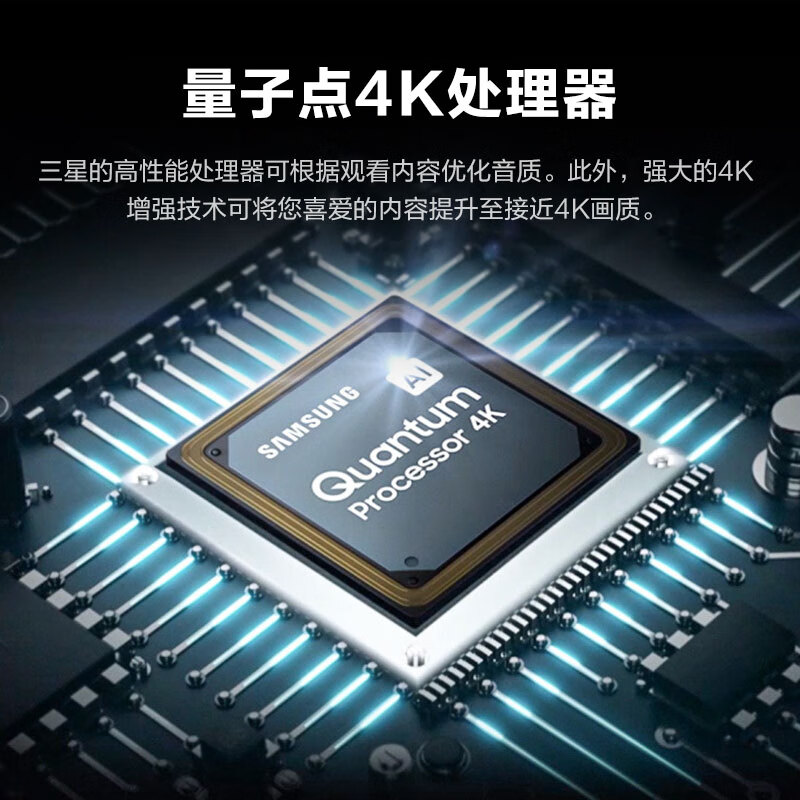 量子点4K处理器
三星的高性能处理器可根据观看内容优化音质。此外，强大的4K
增强技术可将您喜爱的内容提升至接近4K画质。
AI
SAMSUNG
Quantum
Processor 4K